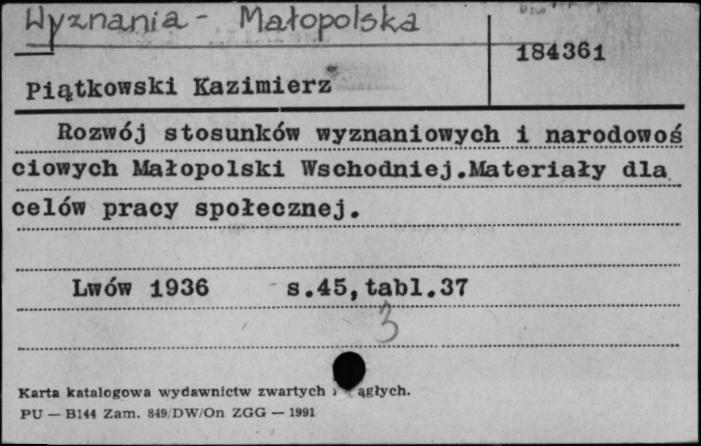 Wyznania - Małopolska
184361
Piątkowski Kazimierz
Rozwój stosunków wyznaniowych i narodowoś
ciowych Małopolski Wschodniej.Materiały dla
celów pracy społecznej.
Lwów 1936 s.45,tabl.37
3
Karta katalogowa wydawnictw zwartych i ągłych.
PU — B144 Zam. 849/DW/On ZGG — 1991